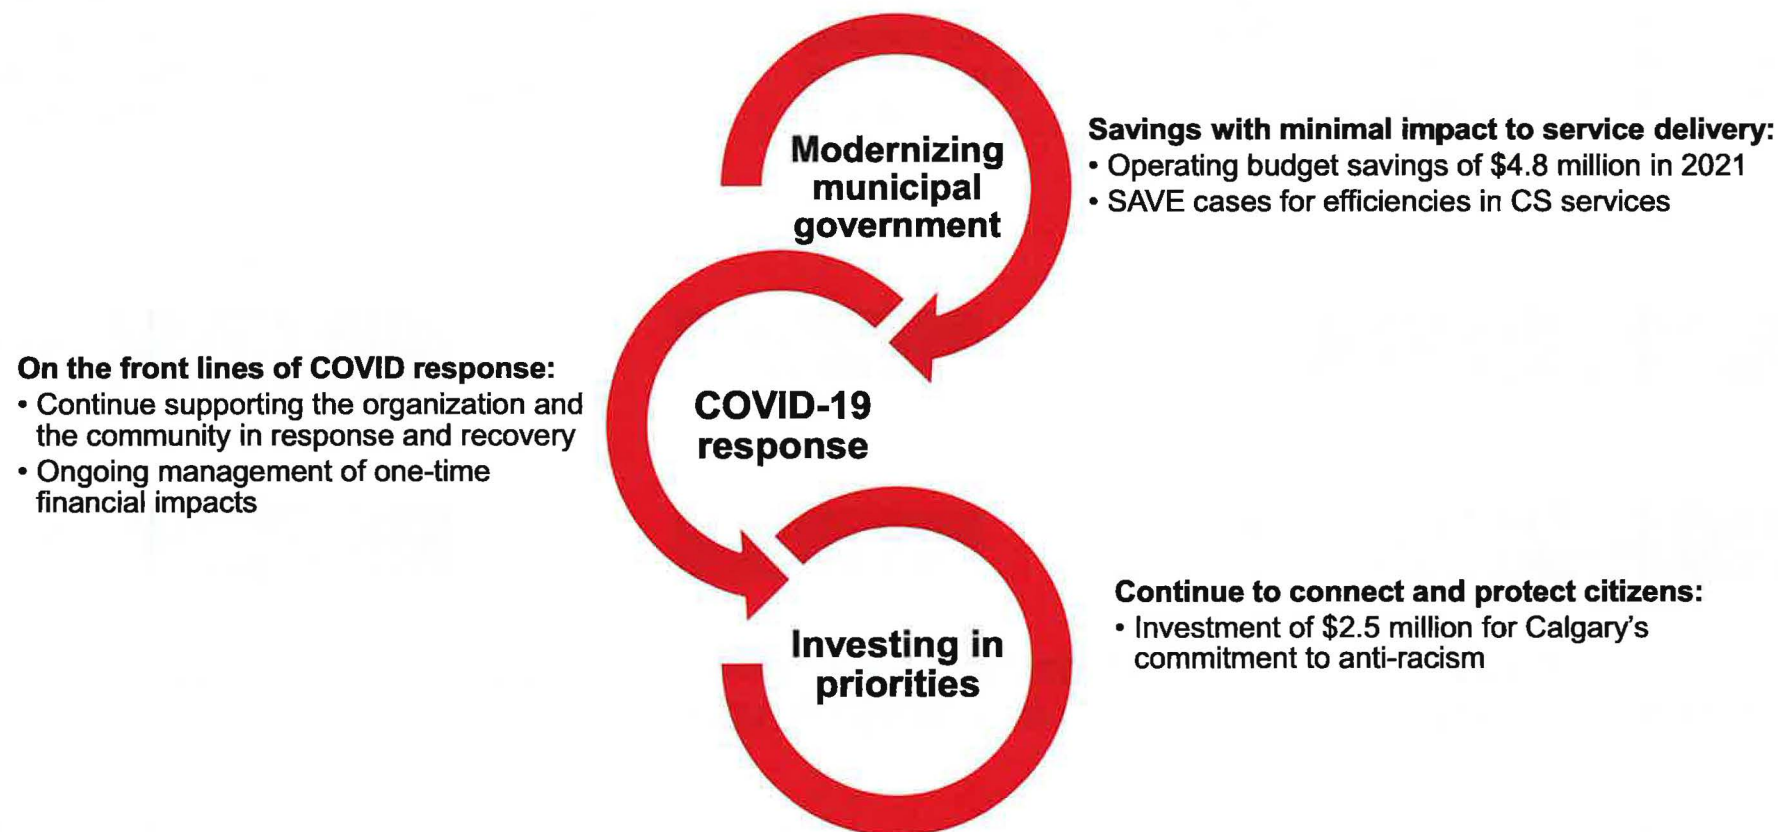 Modernizing
municipal
government
Savings with minimal impact to service delivery:
• Operating budget savings of $4.8 million in 2021
• SAVE cases for efficiencies in CS services
On the front lines of COVID response:
• Continue supporting the organization and
the community in response and recovery
• Ongoing management of one-time
financial impacts
COVID-19
response
Investing in
priorities
Continue to connect and protect citizens:
• Investment of $2.5 million for Calgary's
commitment to anti-racism